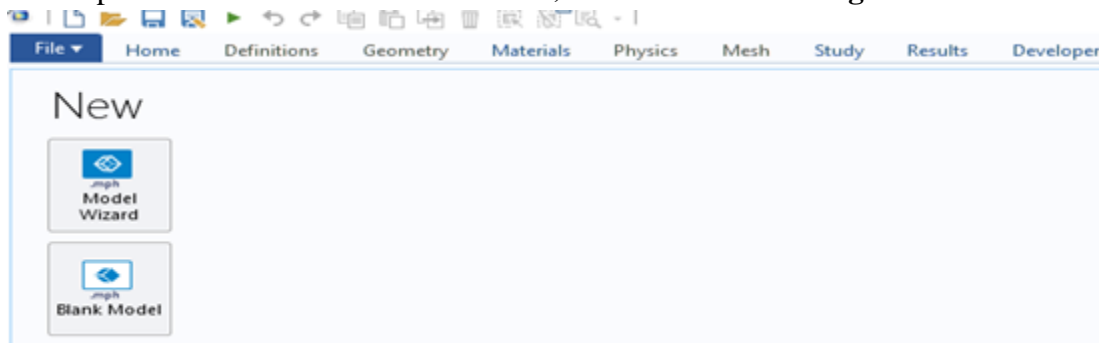 File Home Definitions Geometry Materials Physics Mesh Study Results Developer
New
.mph
Model
Wizard
.mph
Blank Model